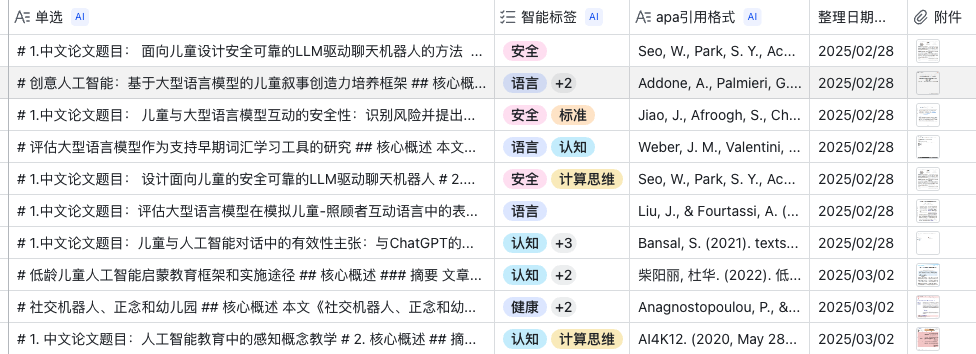 单选 AI 智能标签 AI apa引用格式 AI 整理日期... 附件
# 1.中文论文题目： 面向儿童设计安全可靠的LLM驱动聊天机器人的方法 ... 安全 Seo, W., Park, S. Y., Ac... 2025/02/28
# 创意人工智能：基于大型语言模型的儿童叙事创造力培养框架 ## 核心概... 语言 +2 Addone, A., Palmieri, G.... 2025/02/28
# 1.中文论文题目： 儿童与大型语言模型互动的安全性：识别风险并提出... 安全 标准 Jiao, J., Afroogh, S., Ch... 2025/02/28
# 评估大型语言模型作为支持早期词汇学习工具的研究 ## 核心概述 本文... 语言 认知 Weber, J. M., Valentini, ... 2025/02/28
# 1.中文论文题目： 设计面向儿童的安全可靠的LLM驱动聊天机器人 # 2.... 安全 计算思维 Seo, W., Park, S. Y., Ac... 2025/02/28
# 1.中文论文题目：评估大型语言模型在模拟儿童-照顾者互动语言中的表... 语言 Liu, J., & Fourtassi, A. (... 2025/02/28
# 1.中文论文题目：儿童与人工智能对话中的有效性主张：与ChatGPT的... 认知 +3 Bansal, S. (2021). texts... 2025/02/28
# 低龄儿童人工智能启蒙教育框架和实施途径 ## 核心概述 ### 摘要 文章... 认知 +2 柴阳丽, 杜华. (2022). 低... 2025/03/02
# 社交机器人、正念和幼儿园 ## 核心概述 本文《社交机器人、正念和幼... 健康 +2 Anagnostopoulou, P., &... 2025/03/02
# 1. 中文论文题目：人工智能教育中的感知概念教学 # 2. 核心概述 ## 摘... 认知 计算思维 AI4K12. (2020, May 28... 2025/03/02